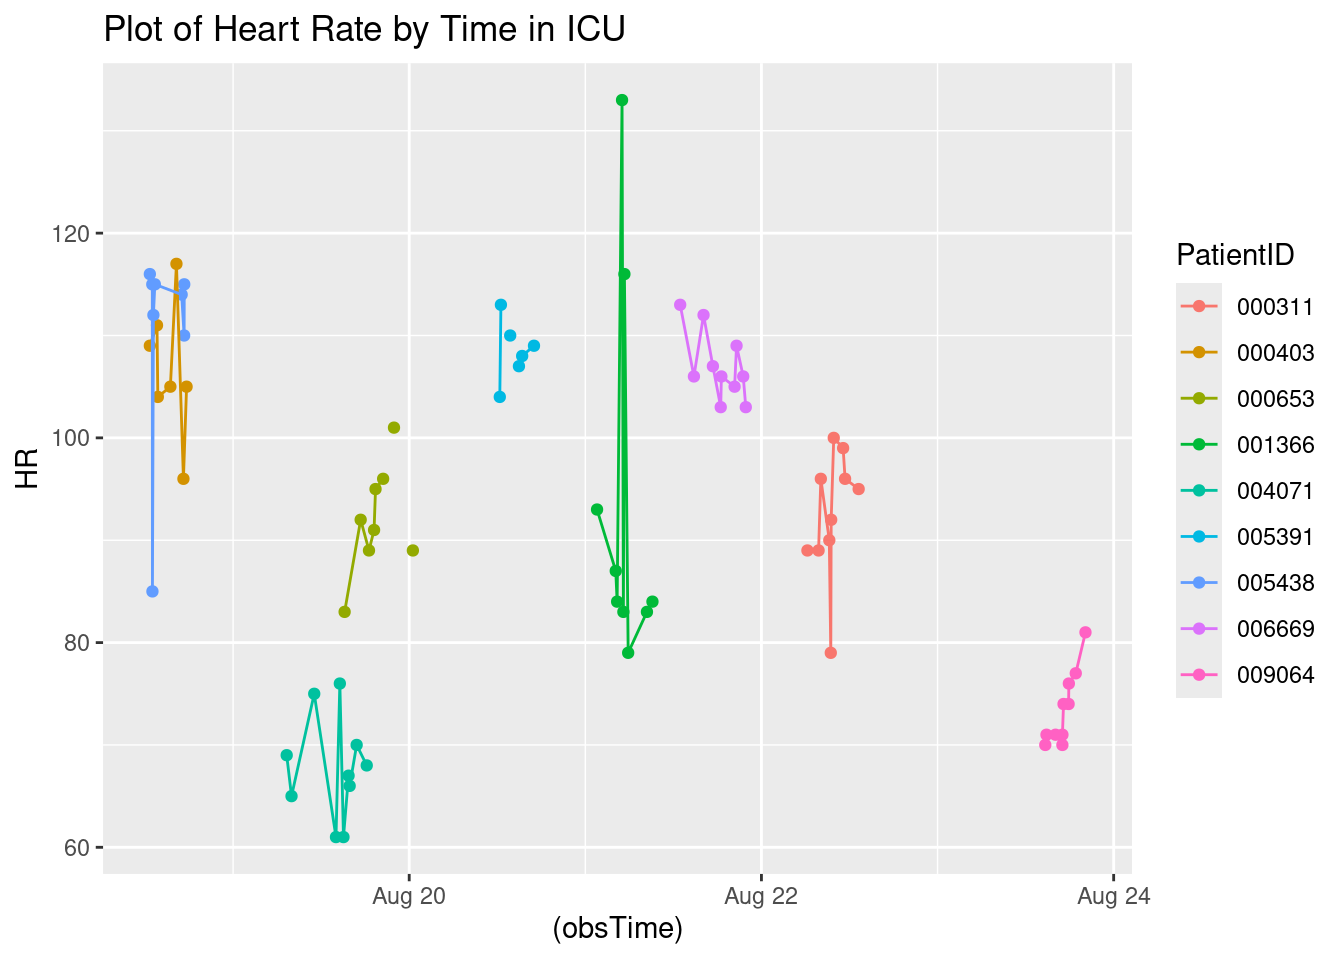 Plot of Heart Rate by Time in ICU
120
100
80
60
HR
Aug 20
Aug 22
Aug 24
(obsTime)
PatientID
000311
000403
000653
001366
004071
005391
005438
006669
009064